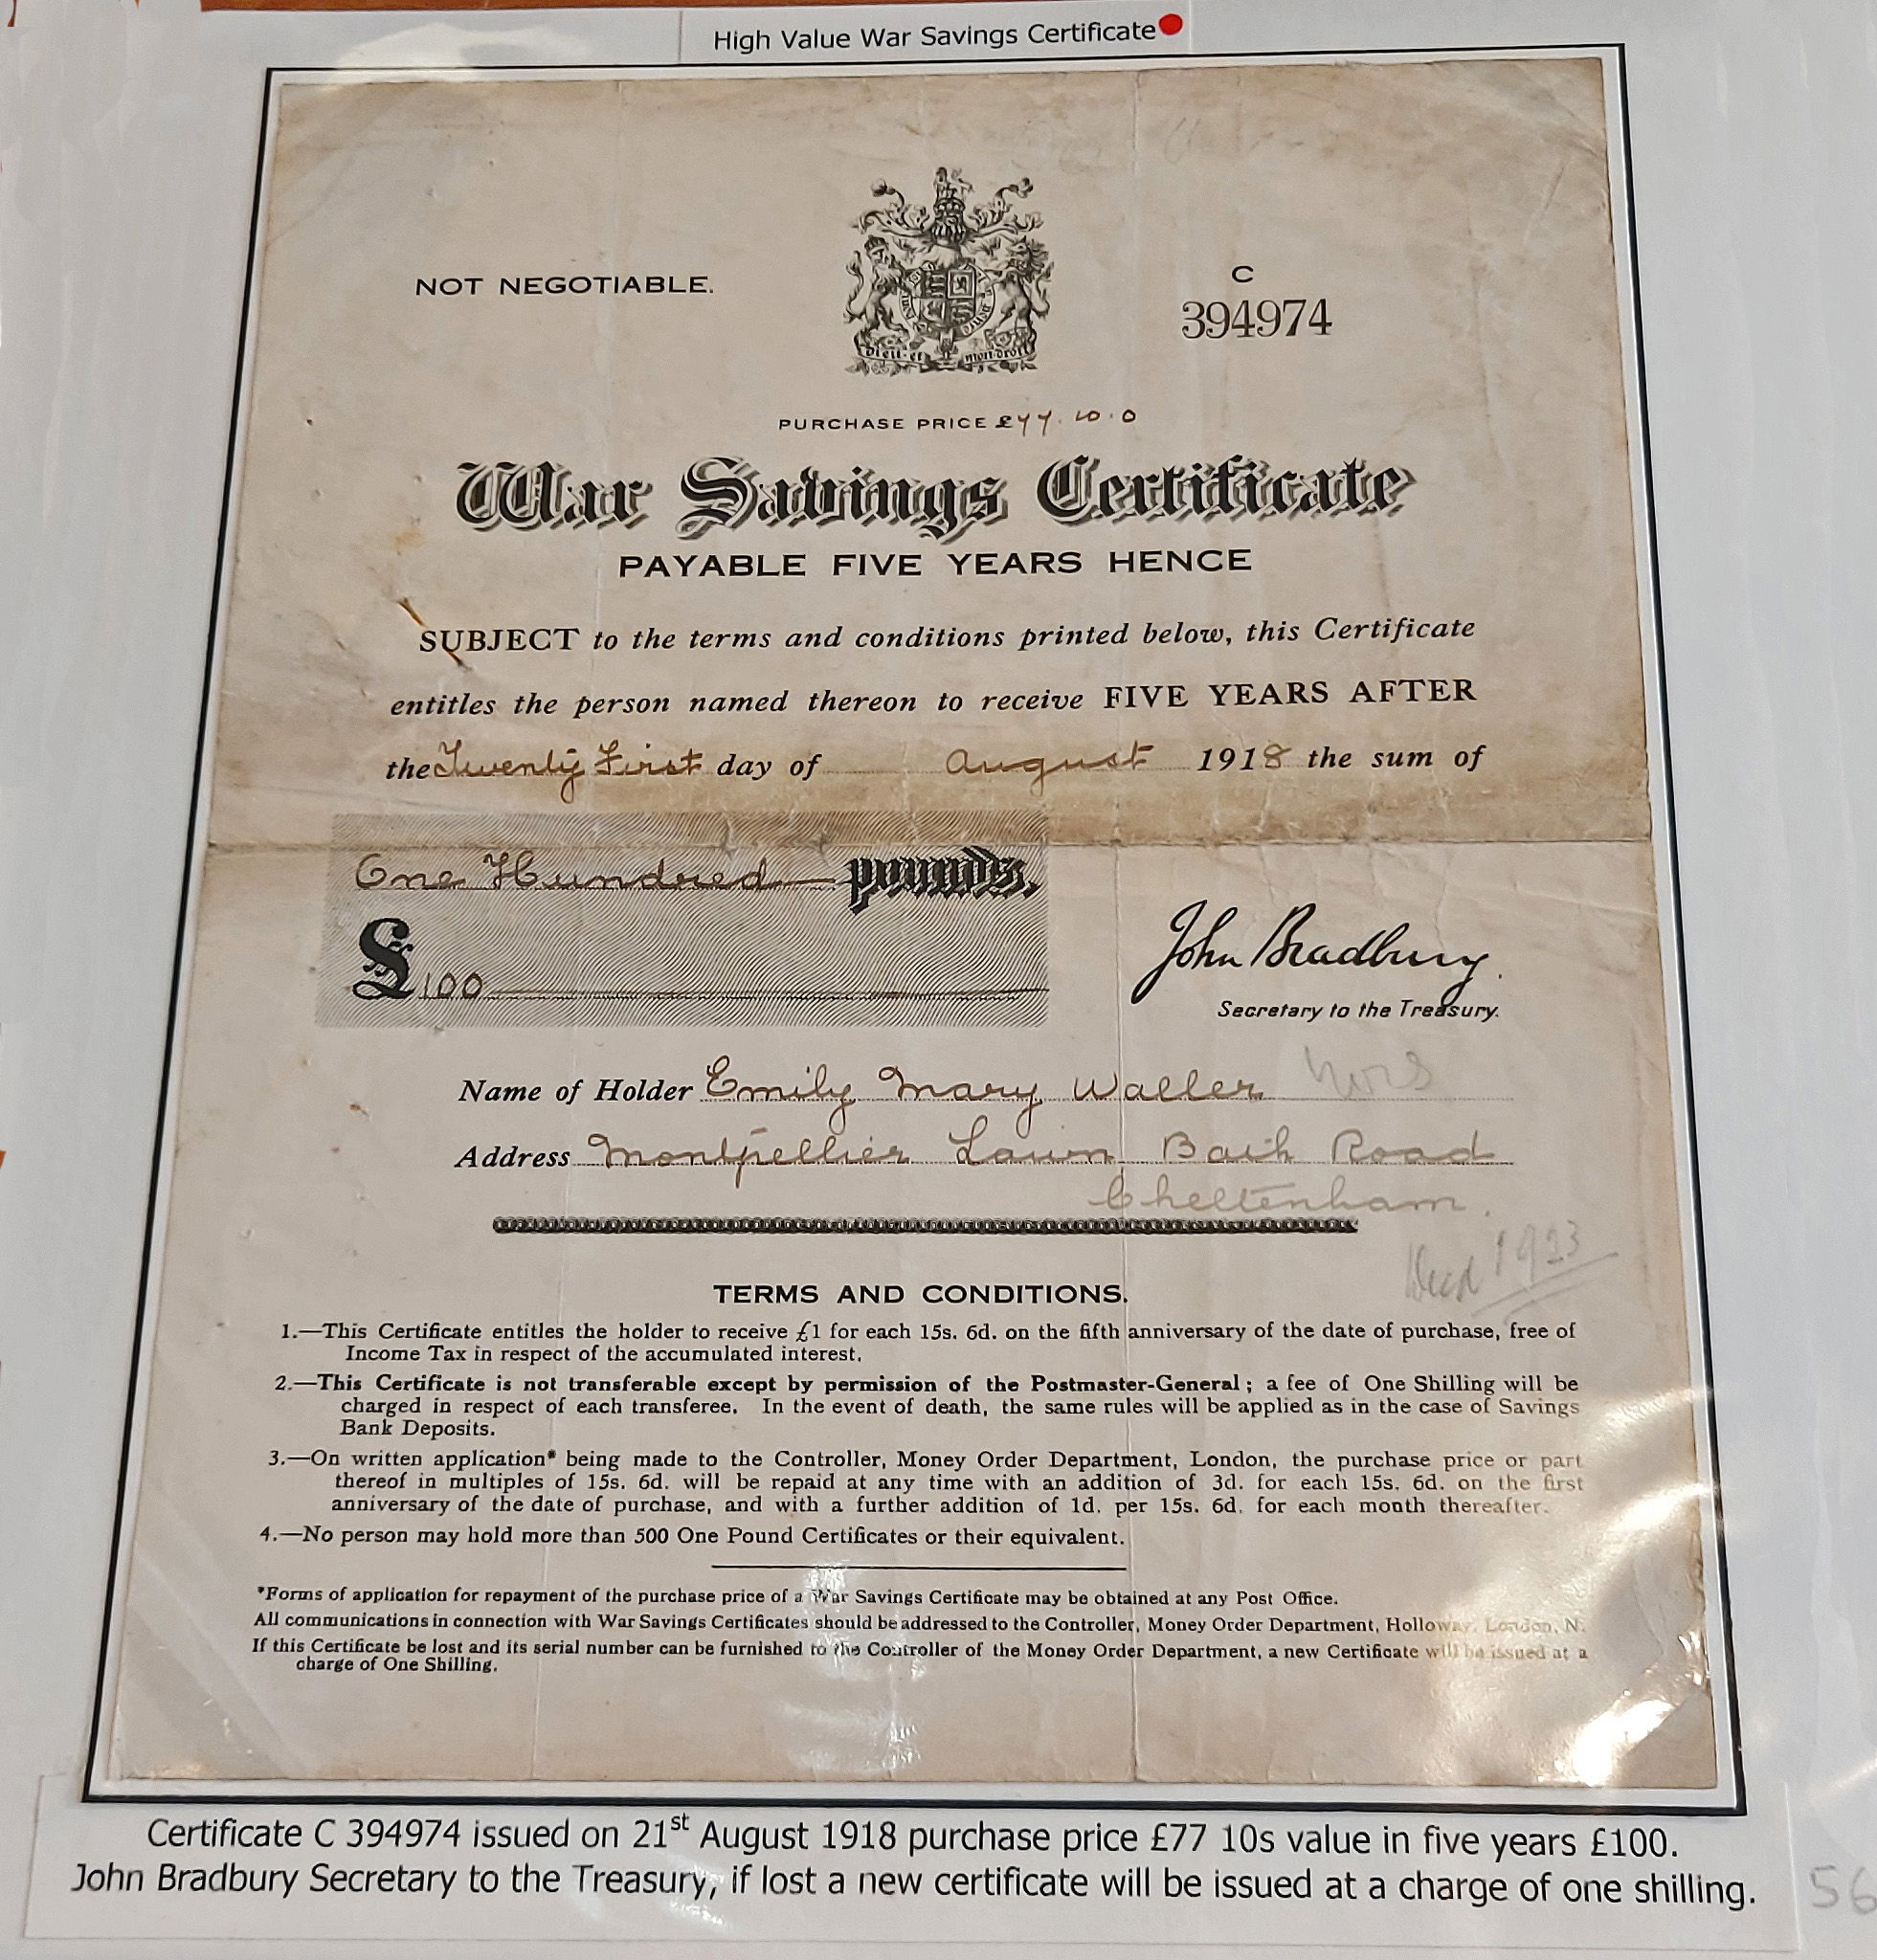 High Value War Savings Certificate
NOT NEGOTIABLE.
C
394974
Dieu et mon droit
PURCHASE PRICE £77.10.0
War Savings Certificate
PAYABLE FIVE YEARS HENCE
SUBJECT to the terms and conditions printed below, this Certificate
entitles the person named thereon to receive FIVE YEARS AFTER
the Twenty First day of August 1918 the sum of
One Hundred pounds.
£100
John Bradbury.
Secretary to the Treasury.
Name of Holder Emily Mary Waller Mrs
Address Montpellier Lawn Bath Road
Cheltenham.
1923
TERMS AND CONDITIONS.
1.—This Certificate entitles the holder to receive £1 for each 15s. 6d. on the fifth anniversary of the date of purchase, free of
Income Tax in respect of the accumulated interest.
2.—This Certificate is not transferable except by permission of the Postmaster-General; a fee of One Shilling will be
charged in respect of each transferee. In the event of death, the same rules will be applied as in the case of Savings
Bank Deposits.
3.—On written application* being made to the Controller, Money Order Department, London, the purchase price or part
thereof in multiples of 15s. 6d. will be repaid at any time with an addition of 3d. for each 15s. 6d. on the first
anniversary of the date of purchase, and with a further addition of 1d. per 15s. 6d. for each month thereafter.
4.—No person may hold more than 500 One Pound Certificates or their equivalent.
*Forms of application for repayment of the purchase price of a War Savings Certificate may be obtained at any Post Office.
All communications in connection with War Savings Certificates should be addressed to the Controller, Money Order Department, Holloway, London, N.
If this Certificate be lost and its serial number can be furnished to the Controller of the Money Order Department, a new Certificate will be issued at a
charge of One Shilling.
Certificate C 394974 issued on 21st August 1918 purchase price £77 10s value in five years £100.
John Bradbury Secretary to the Treasury, if lost a new certificate will be issued at a charge of one shilling.
56